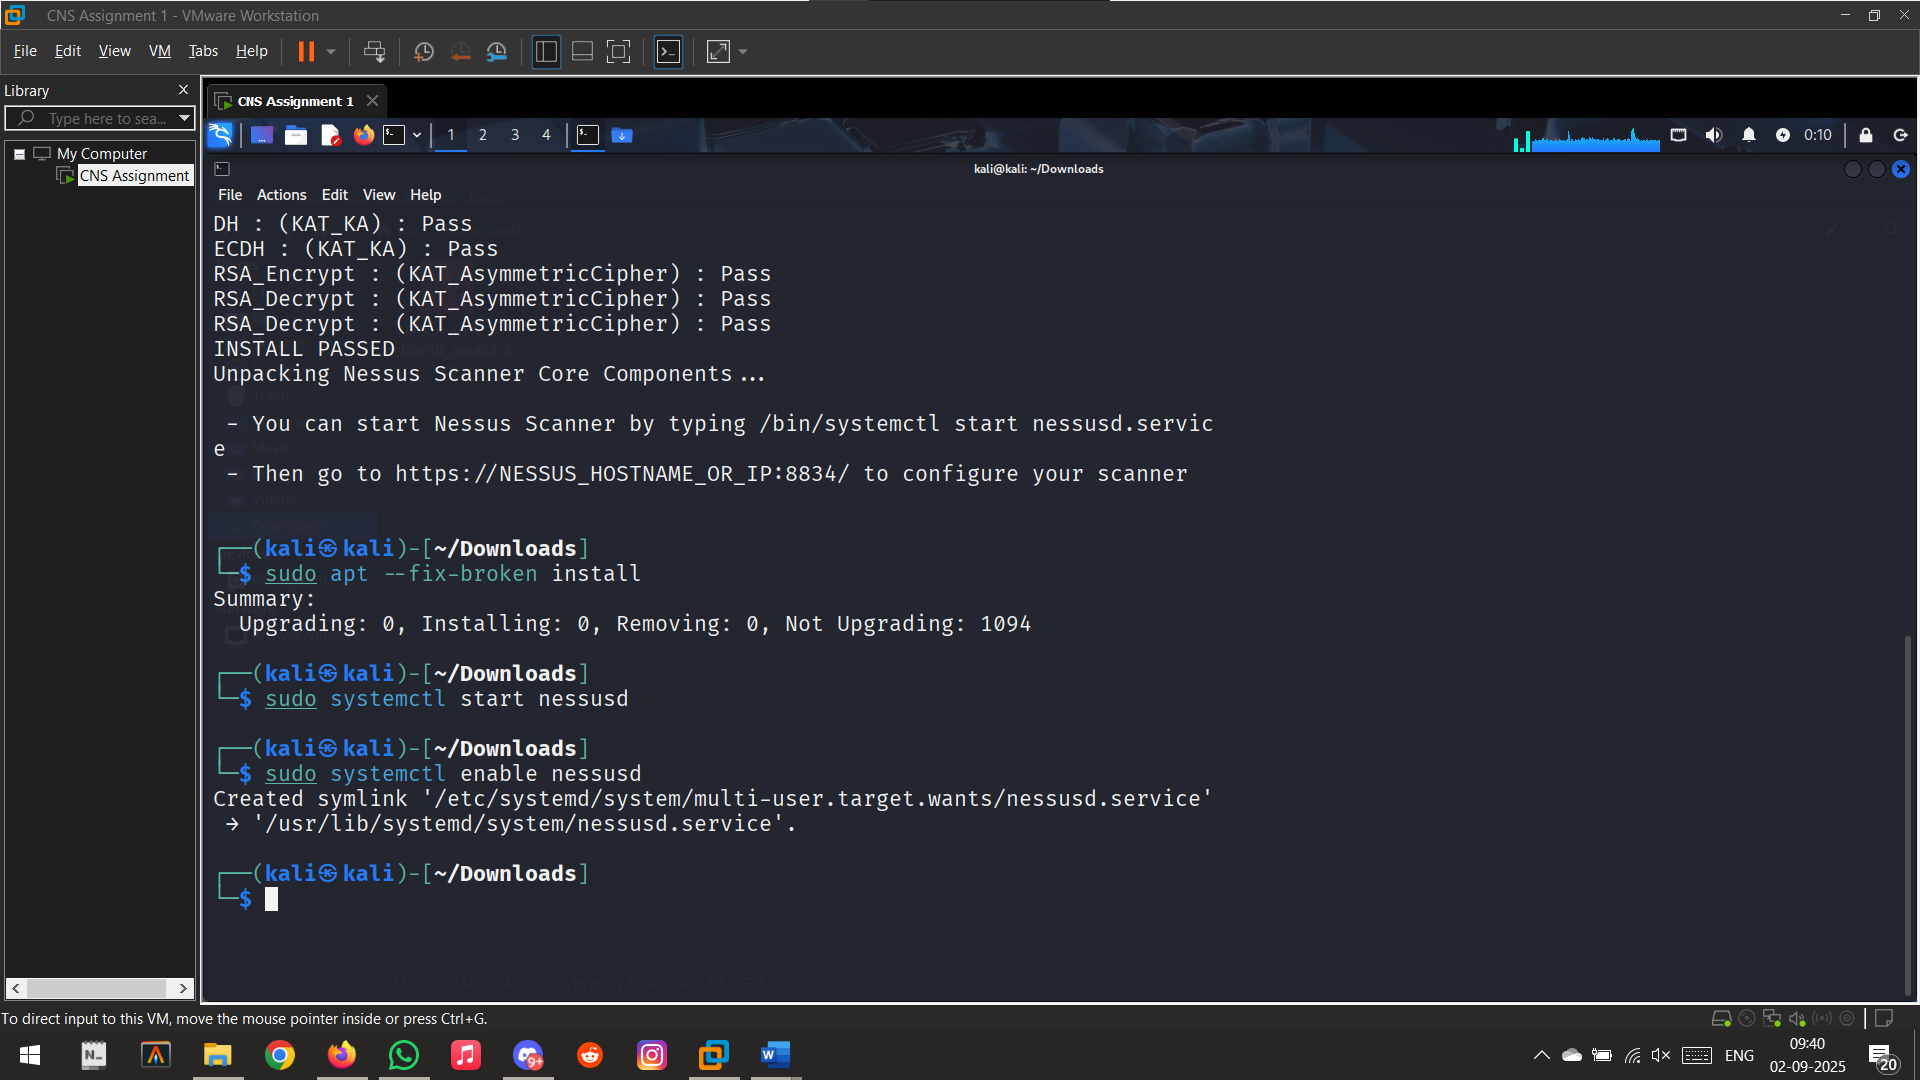 CNS Assignment 1 - VMware Workstation
File Edit View VM Tabs Help
Library
Type here to sea...
My Computer
CNS Assignment
CNS Assignment 1
1 2 3 4
0:10
kali@kali: ~/Downloads
File Actions Edit View Help
DH : (KAT_KA) : Pass
ECDH : (KAT_KA) : Pass
RSA_Encrypt : (KAT_AsymmetricCipher) : Pass
RSA_Decrypt : (KAT_AsymmetricCipher) : Pass
RSA_Decrypt : (KAT_AsymmetricCipher) : Pass
INSTALL PASSED
Unpacking Nessus Scanner Core Components...
- You can start Nessus Scanner by typing /bin/systemctl start nessusd.servic
e
- Then go to https://NESSUS_HOSTNAME_OR_IP:8834/ to configure your scanner
┌──(kali㉿kali)-[~/Downloads]
└─$ sudo apt --fix-broken install
Summary:
Upgrading: 0, Installing: 0, Removing: 0, Not Upgrading: 1094
┌──(kali㉿kali)-[~/Downloads]
└─$ sudo systemctl start nessusd
┌──(kali㉿kali)-[~/Downloads]
└─$ sudo systemctl enable nessusd
Created symlink '/etc/systemd/system/multi-user.target.wants/nessusd.service'
→ '/usr/lib/systemd/system/nessusd.service'.
┌──(kali㉿kali)-[~/Downloads]
└─$
To direct input to this VM, move the mouse pointer inside or press Ctrl+G.
ENG
09:40
02-09-2025
20
9+